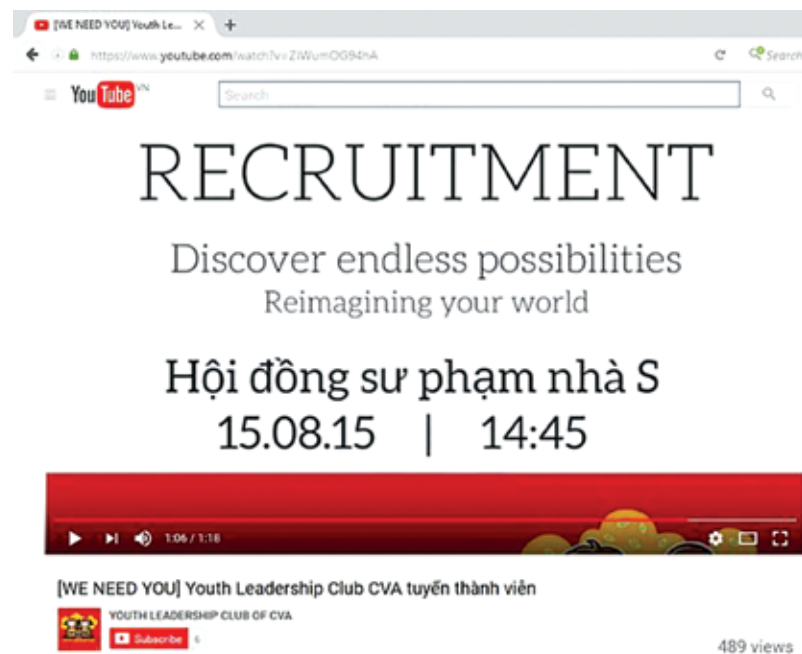 [WE NEED YOU] Youth Le...
https://www.youtube.com/watch?v=ZIWumOG94hA
Search
YouTube VN
Search
RECRUITMENT
Discover endless possibilities
Reimagining your world
Hội đồng sư phạm nhà S
15.08.15 | 14:45
1:06 / 1:18
[WE NEED YOU] Youth Leadership Club CVA tuyển thành viên
YOUTH LEADERSHIP CLUB OF CVA
Subscribe 6
489 views